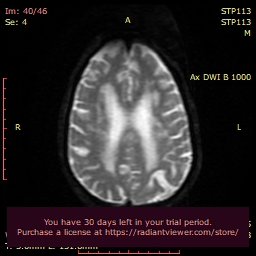 Im: 40/46
Se: 4
A
STP113
STP113
M
Ax DWI B 1000
R
L
You have 30 days left in your trial period.
Purchase a license at https://radiantviewer.com/store/